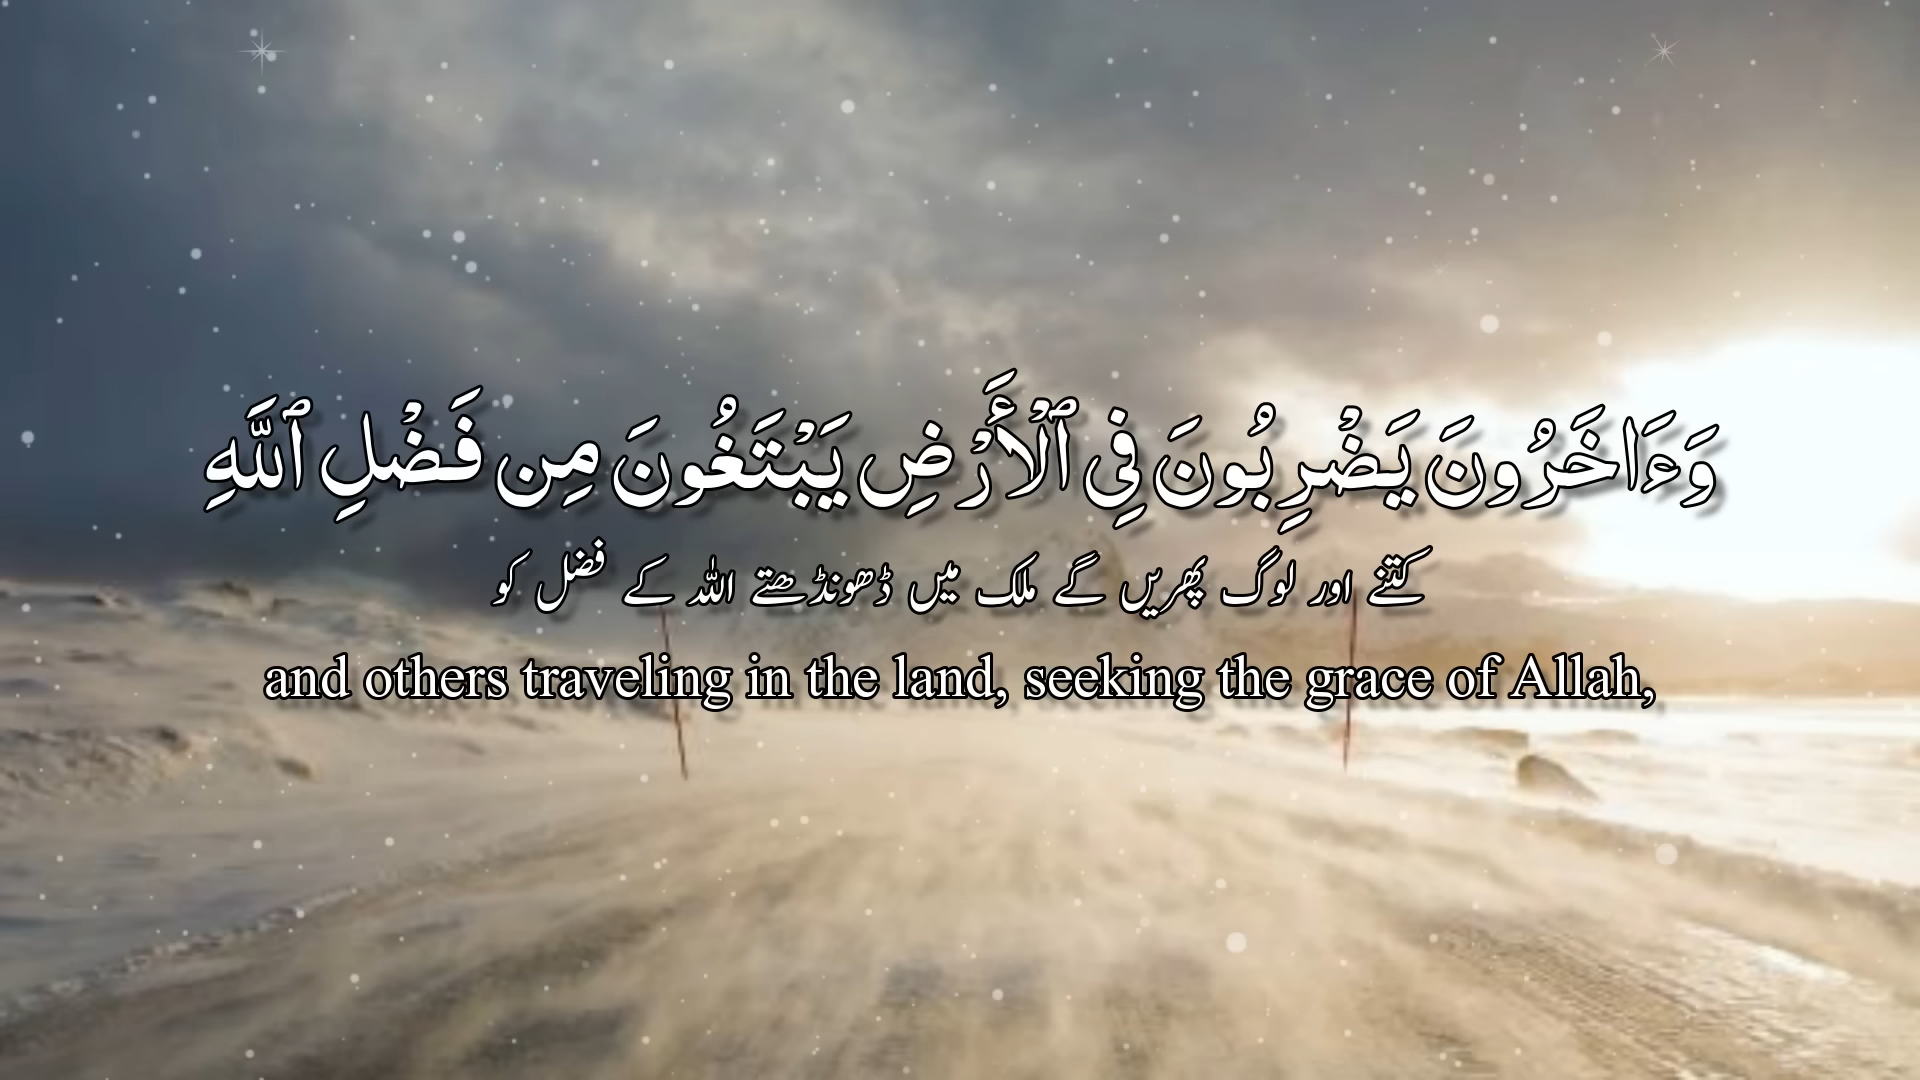 وَءَاخَرُونَ يَضْرِبُونَ فِي ٱلْأَرْضِ يَبْتَغُونَ مِن فَضْلِ ٱللَّهِ
کتنے اور لوگ پھریں گے ملک میں ڈھونڈھتے اللہ کے فضل کو
and others traveling in the land, seeking the grace of Allah,